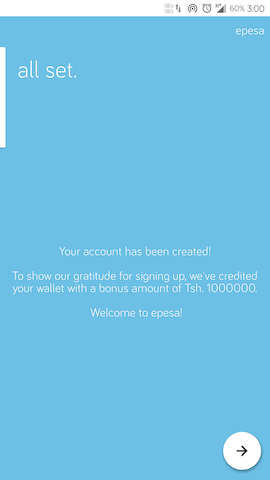 60% 3:00
epesa
all set.
Your account has been created!
To show our gratitude for signing up, we've credited
your wallet with a bonus amount of Tsh. 1000000.
Welcome to epesa!